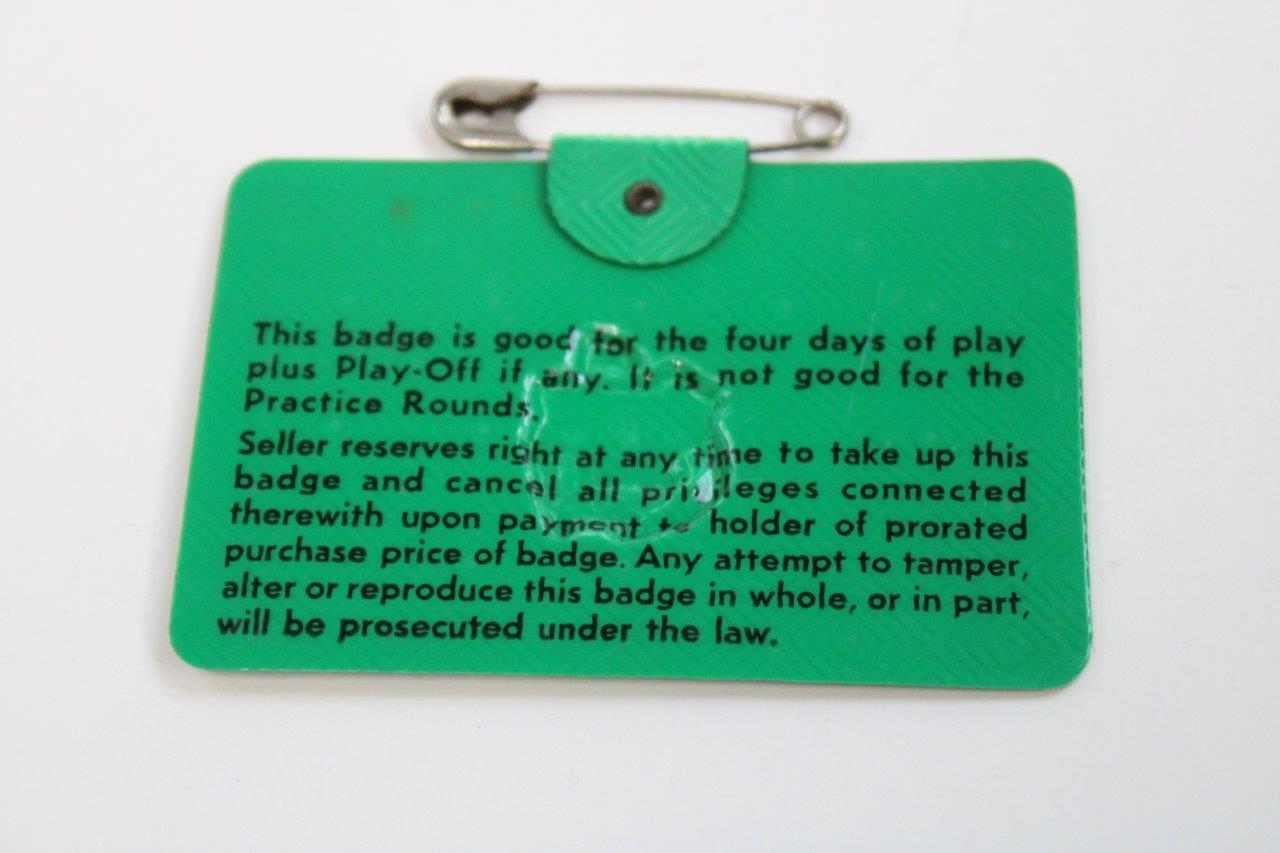 This badge is good for the four days of play
plus Play-Off if any. It is not good for the
Practice Rounds.
Seller reserves right at any time to take up this
badge and cancel all privileges connected
therewith upon payment to holder of prorated
purchase price of badge. Any attempt to tamper,
alter or reproduce this badge in whole, or in part,
will be prosecuted under the law.